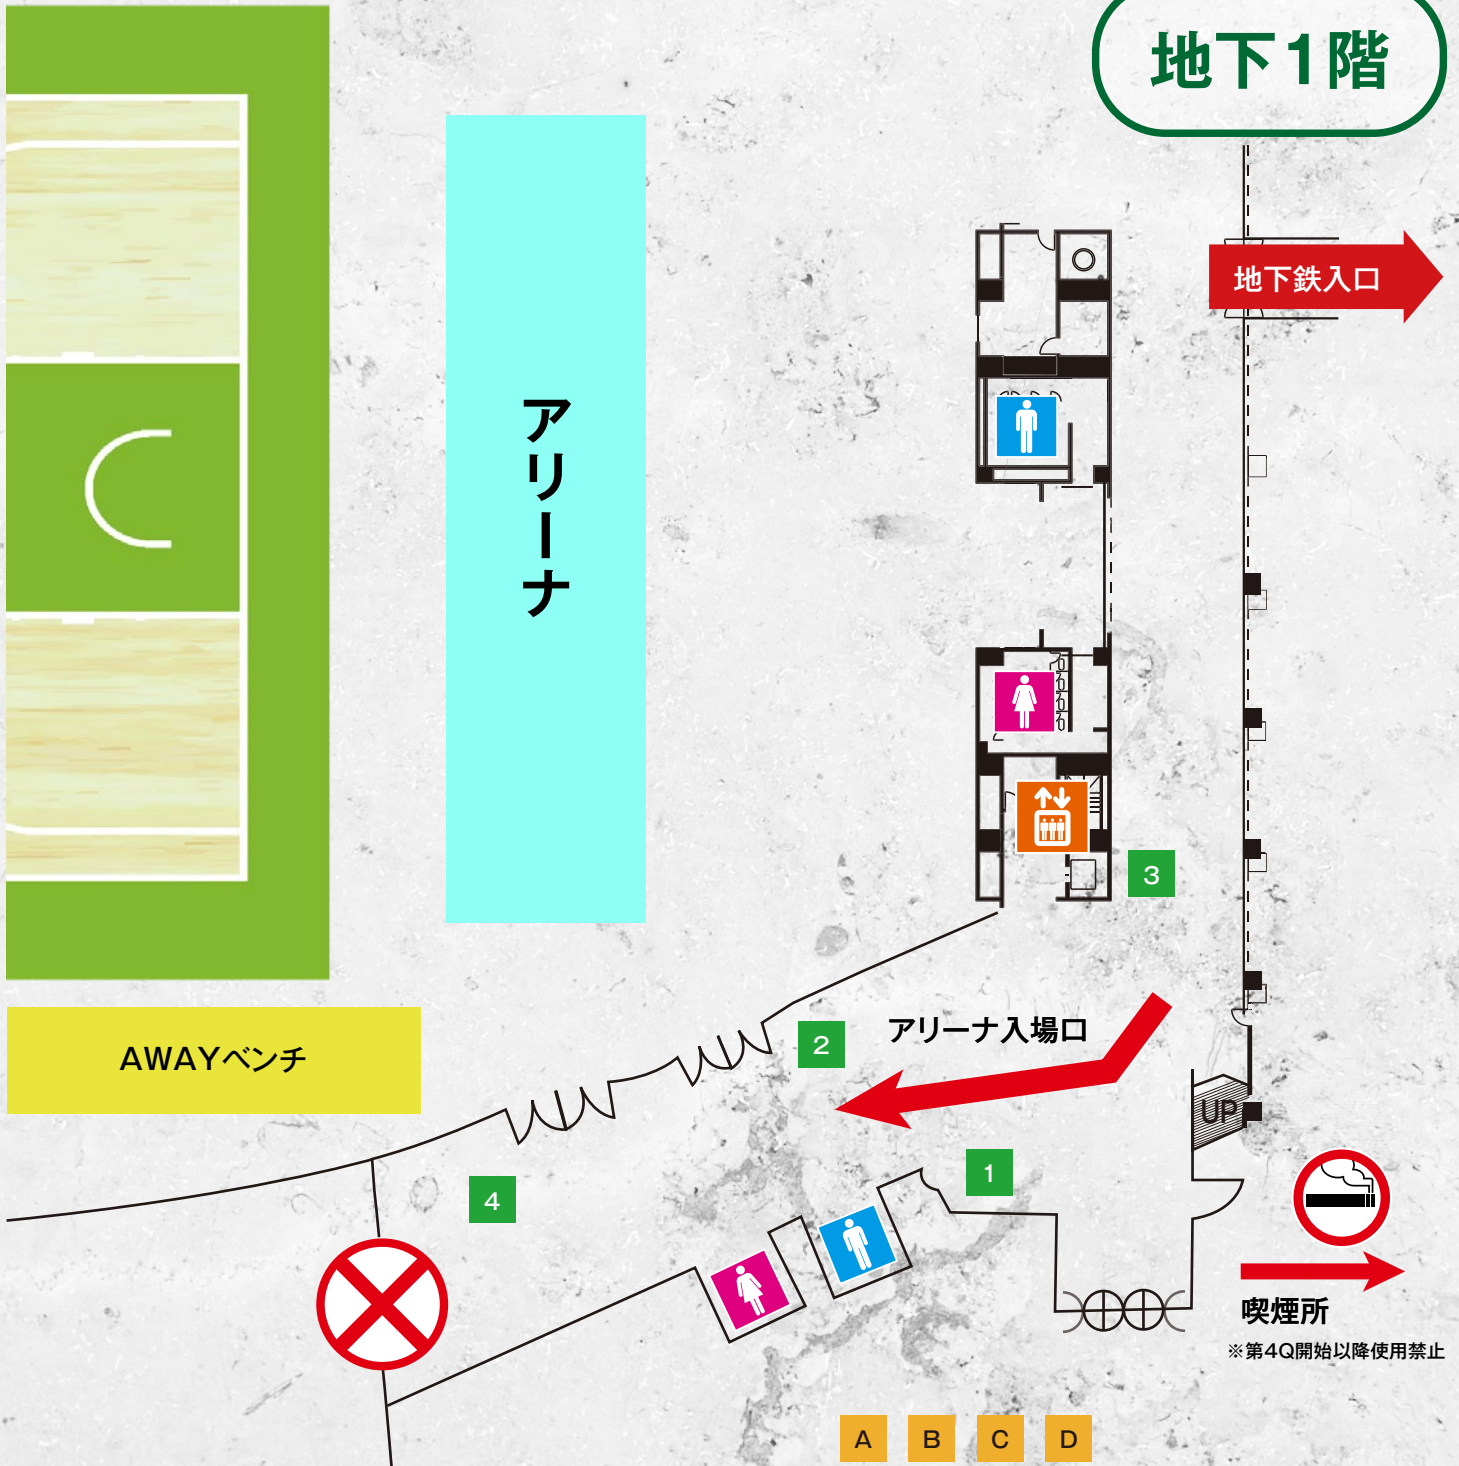 地下1階
地下鉄入口
アリーナ
3
アリーナ入場口
2
AWAYベンチ
UP
1
4
喫煙所
※第4Q開始以降使用禁止
A B C D